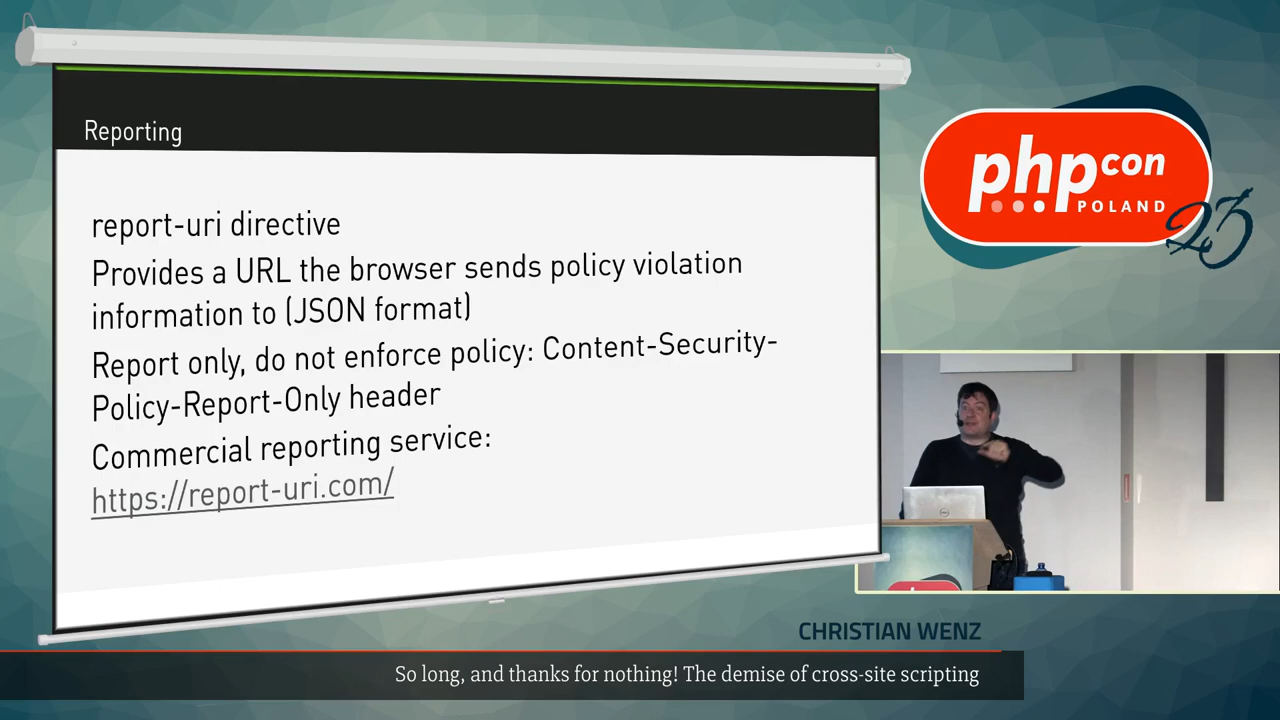 Reporting
report-uri directive
Provides a URL the browser sends policy violation
information to (JSON format)
Report only, do not enforce policy: Content-Security-
Policy-Report-Only header
Commercial reporting service:
https://report-uri.com/
phpcon
POLAND
23
CHRISTIAN WENZ
So long, and thanks for nothing! The demise of cross-site scripting